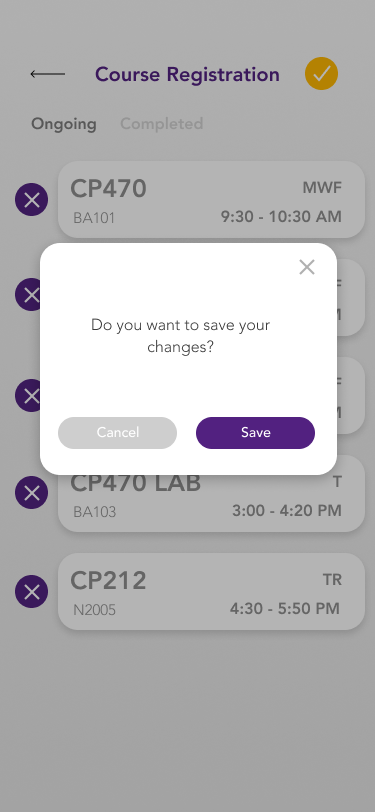 Course Registration
Ongoing Completed
CP470 MWF
BA101 9:30 - 10:30 AM
Do you want to save your
changes?
Cancel Save
CP470 LAB T
BA103 3:00 - 4:20 PM
CP212 TR
N2005 4:30 - 5:50 PM